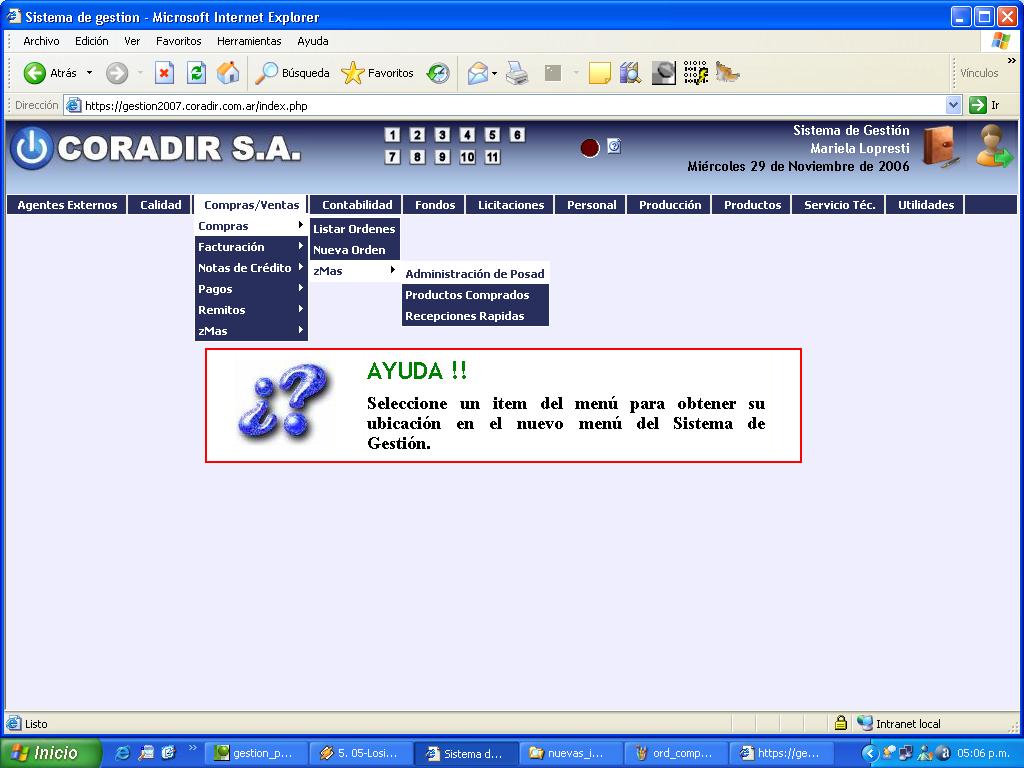 Sistema de gestion - Microsoft Internet Explorer
Archivo Edición Ver Favoritos Herramientas Ayuda
Atrás Búsqueda Favoritos Vínculos »
Dirección https://gestion2007.coradir.com.ar/index.php Ir
CORADIR S.A.
1 2 3 4 5 6
7 8 9 10 11
Sistema de Gestión
Mariela Lopresti
Miércoles 29 de Noviembre de 2006
Agentes Externos Calidad Compras/Ventas Contabilidad Fondos Licitaciones Personal Producción Productos Servicio Téc. Utilidades
Compras
Facturación
Notas de Crédito
Pagos
Remitos
zMas
Listar Ordenes
Nueva Orden
zMas
Administración de Posad
Productos Comprados
Recepciones Rapidas
¿?
AYUDA !!
Seleccione un item del menú para obtener su
ubicación en el nuevo menú del Sistema de
Gestión.
Listo Intranet local
Inicio » gestion_p... 5. 05-Losi... Sistema d... nuevas_i... ord_comp... https://ge... 05:06 p.m.